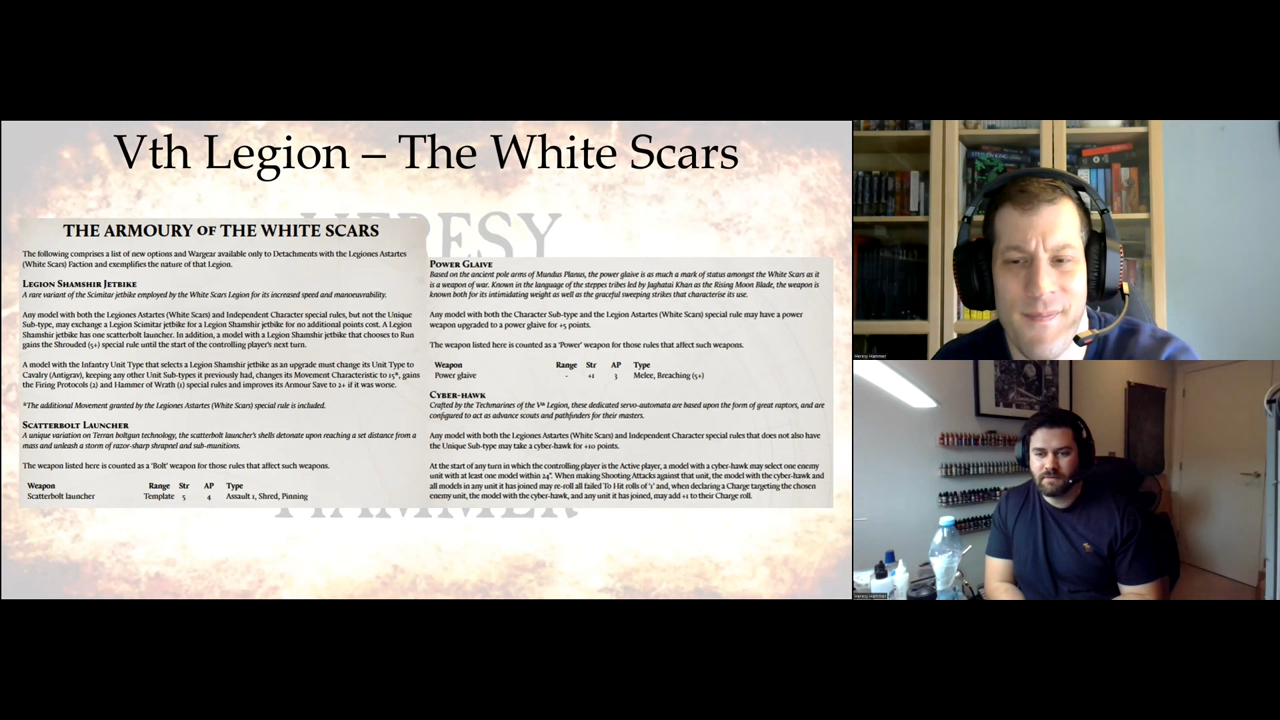 Vth Legion – The White Scars
HERESY
HAMMER
THE ARMOURY OF THE WHITE SCARS
The following comprises a list of new options and Wargear available only to Detachments with the Legiones Astartes
(White Scars) Faction and exemplifies the nature of that Legion.
LEGION SHAMSHIR JETBIKE
A rare variant of the Scimitar jetbike employed by the White Scars Legion for its increased speed and manoeuvrability.
Any model with both the Legiones Astartes (White Scars) and Independent Character special rules, but not the Unique
Sub-type, may exchange a Legion Scimitar jetbike for a Legion Shamshir jetbike for no additional points cost. A Legion
Shamshir jetbike has one scatterbolt launcher. In addition, a model with a Legion Shamshir jetbike that chooses to Run
gains the Shrouded (5+) special rule until the start of the controlling player's next turn.
A model with the Infantry Unit Type that selects a Legion Shamshir jetbike as an upgrade must change its Unit Type to
Cavalry (Antigrav), keeping any other Unit Sub-types it previously had, changes its Movement Characteristic to 15*, gains
the Firing Protocols (2) and Hammer of Wrath (1) special rules and improves its Armour Save to 2+ if it was worse.
*The additional Movement granted by the Legiones Astartes (White Scars) special rule is included.
SCATTERBOLT LAUNCHER
A unique variation on Terran boltgun technology, the scatterbolt launcher's shells detonate upon reaching a set distance from a
mass and unleash a storm of razor-sharp shrapnel and sub-munitions.
The weapon listed here is counted as a 'Bolt' weapon for those rules that affect such weapons.
Weapon Range Str AP Type
Scatterbolt launcher Template 5 4 Assault 1, Shred, Pinning
POWER GLAIVE
Based on the ancient pole arms of Mundus Planus, the power glaive is as much a mark of status amongst the White Scars as it
is a weapon of war. Known in the language of the steppes tribes led by Jaghatai Khan as the Rising Moon Blade, the weapon is
known both for its intimidating weight as well as the graceful sweeping strikes that characterise its use.
Any model with both the Character Sub-type and the Legion Astartes (White Scars) special rule may have a power
weapon upgraded to a power glaive for +5 points.
The weapon listed here is counted as a 'Power' weapon for those rules that affect such weapons.
Weapon Range Str AP Type
Power glaive - +1 3 Melee, Breaching (5+)
CYBER-HAWK
Crafted by the Techmarines of the Vth Legion, these dedicated servo-automata are based upon the form of great raptors, and are
configured to act as advance scouts and pathfinders for their masters.
Any model with both the Legiones Astartes (White Scars) and Independent Character special rules that does not also have
the Unique Sub-type may take a cyber-hawk for +10 points.
At the start of any turn in which the controlling player is the Active player, a model with a cyber-hawk may select one enemy
unit with at least one model within 24". When making Shooting Attacks against that unit, the model with the cyber-hawk and
all models in any unit it has joined may re-roll all failed To Hit rolls of '1' and, when declaring a Charge targeting the chosen
enemy unit, the model with the cyber-hawk, and any unit it has joined, may add +1 to their Charge roll.
Heresy Hammer
Heresy Hammer